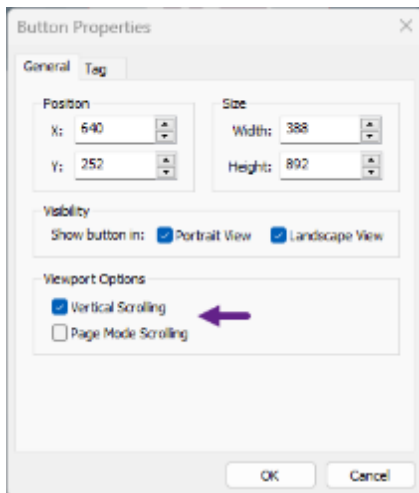 Button Properties
General Tag
Position
X: 640
Y: 252
Size
Width: 388
Height: 892
Visibility
Show button in: Portrait View Landscape View
Viewport Options
Vertical Scrolling
Page Mode Scrolling
OK Cancel